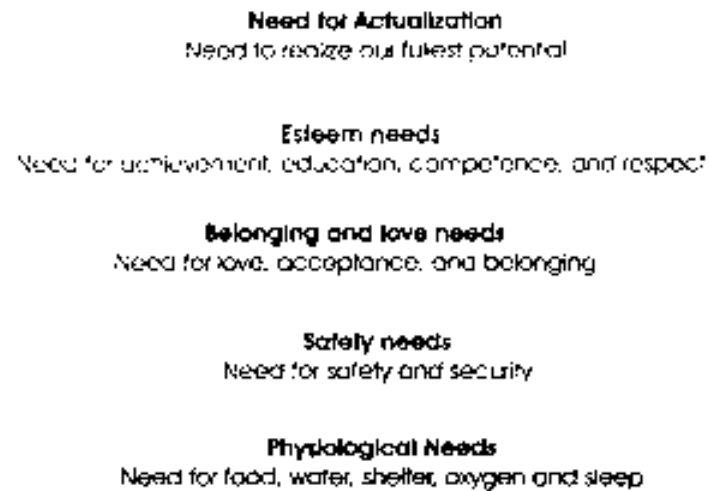 Need for Actualization
Need to realize our fullest potential
Esteem needs
Need for achievement, education, competence, and respect
Belonging and love needs
Need for love, acceptance, and belonging
Safety needs
Need for safety and security
Physiological Needs
Need for food, water, shelter, oxygen and sleep